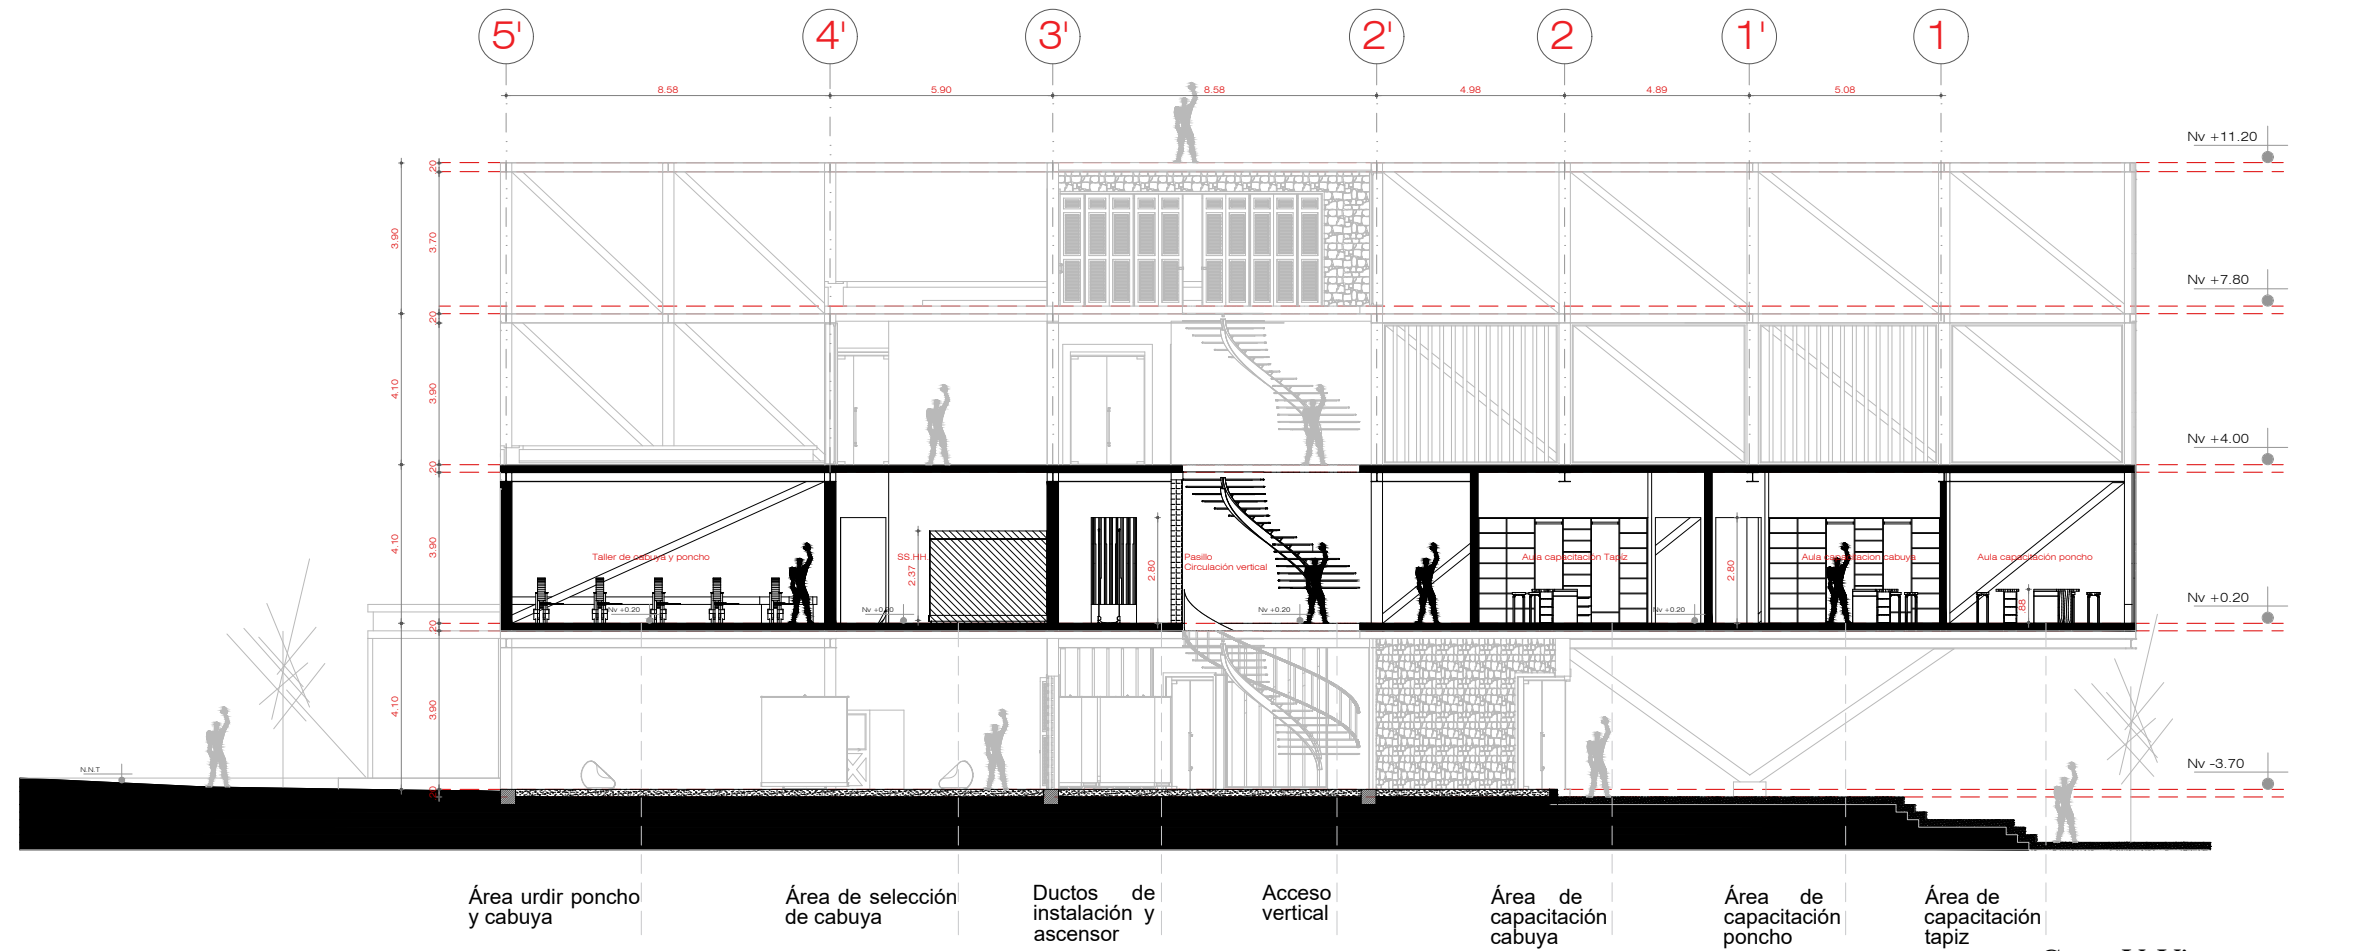 5' 4' 3' 2' 2 1' 1
8.58 5.90 8.58 4.98 4.89 5.08
Nv +11.20
20
3.90 3.70
Nv +7.80
20
4.10 3.90
Nv +4.00
20
4.10 3.90
Taller de cabuya y poncho
SS.HH.
2.37
2.80
Pasillo
Circulación vertical
Aula capacitación Tapiz
2.80
Aula capacitacion cabuya
Aula capacitación poncho
.88
Nv +0.20
Nv +0.20
Nv +0.20
Nv +0.20
Nv +0.20
20
4.10 3.90
N.N.T
Nv -3.70
20
Área urdir poncho
y cabuya
Área de selección
de cabuya
Ductos de
instalación y
ascensor
Acceso
vertical
Área de
capacitación
cabuya
Área de
capacitación
poncho
Área de
capacitación
tapiz